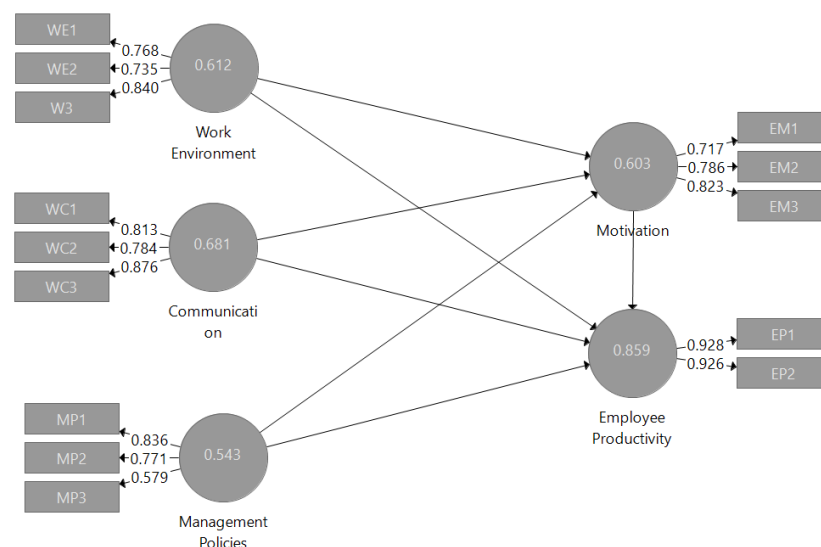 WE1
0.768
WE2
0.735
W3
0.840
0.612
Work
Environment
WC1
0.813
WC2
0.784
WC3
0.876
0.681
Communicati
on
MP1
0.836
MP2
0.771
MP3
0.579
0.543
Management
Policies
0.603
Motivation
0.717
EM1
0.786
EM2
0.823
EM3
0.859
Employee
Productivity
0.928
EP1
0.926
EP2